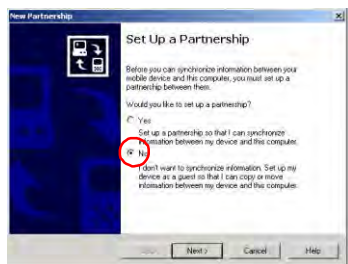 New Partnership
Set Up a Partnership
Before you can synchronize information between your
mobile device and this computer, you must set up a
partnership between them.
Would you like to set up a partnership?
Yes
Set up a partnership so that I can synchronize
information between my device and this computer.
No
I don't want to synchronize information. Set up my
device as a guest so that I can copy or move
information between my device and this computer.
Next >
Cancel
Help